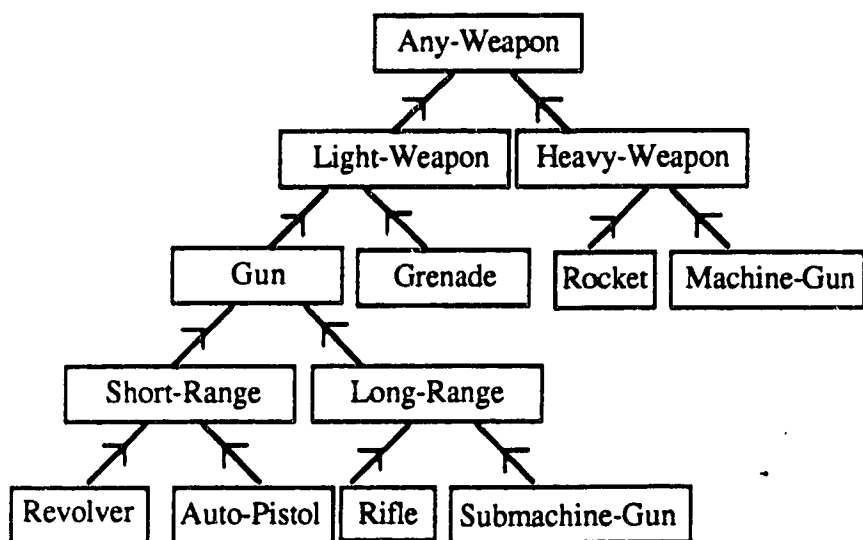 Any-Weapon
Light-Weapon
Heavy-Weapon
Gun
Grenade
Rocket
Machine-Gun
Short-Range
Long-Range
Revolver
Auto-Pistol
Rifle
Submachine-Gun